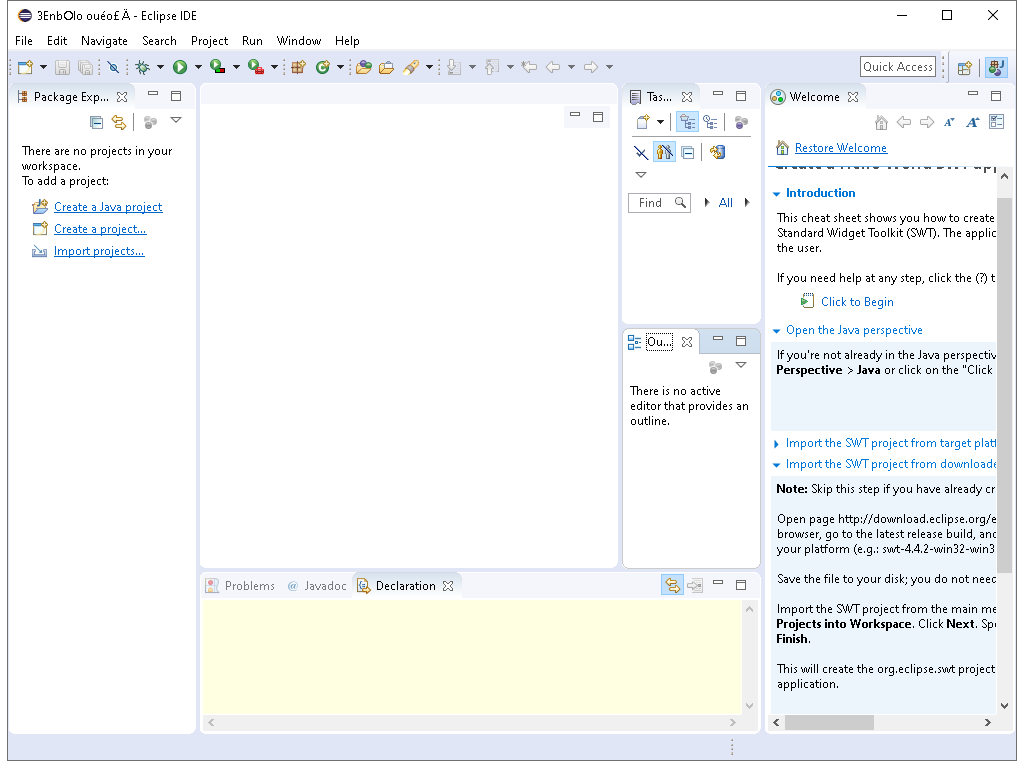 3EnbOlo ouéo£Ä - Eclipse IDE
File Edit Navigate Search Project Run Window Help
Quick Access
Package Exp...
There are no projects in your
workspace.
To add a project:
Create a Java project
Create a project...
Import projects...
Tas...
Find
All
Ou...
There is no active
editor that provides an
outline.
Welcome
Restore Welcome
Introduction
This cheat sheet shows you how to create
Standard Widget Toolkit (SWT). The applic
the user.
If you need help at any step, click the (?) t
Click to Begin
Open the Java perspective
If you're not already in the Java perspectiv
Perspective > Java or click on the "Click
Import the SWT project from target platf
Import the SWT project from downloade
Note: Skip this step if you have already cr
Open page http://download.eclipse.org/e
browser, go to the latest release build, and
your platform (e.g.: swt-4.4.2-win32-win3
Save the file to your disk; you do not need
Import the SWT project from the main me
Projects into Workspace. Click Next. Spe
Finish.
This will create the org.eclipse.swt project
application.
Problems @ Javadoc Declaration